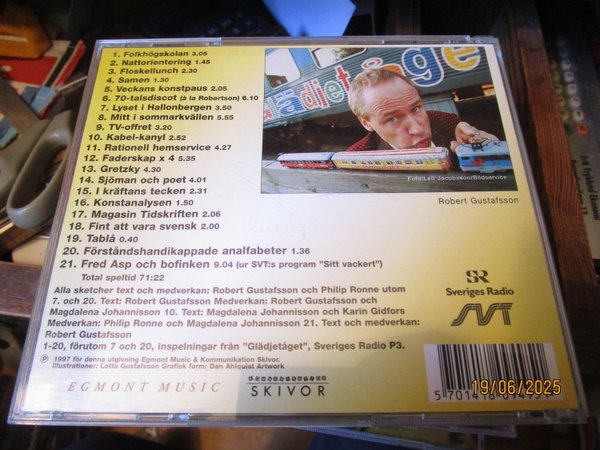 1. Folkhögskolan 3.05
2. Nattorientering 1.45
3. Floskellunch 2.30
4. Samen 1.30
5. Veckans konstpaus 2.05
6. 70-talsdiscot (à la Robertson) 6.10
7. Lyset i Hallonbergen 3.50
8. Mitt i sommarkvällen 5.55
9. TV-offret 3.20
10. Kabel-kanyl 2.52
11. Rationell hemservice 4.27
12. Faderskap x 4 5.35
13. Gretzky 4.30
14. Sjöman och poet 4.01
15. I kräftans tecken 2.31
16. Konstanalysen 1.50
17. Magasin Tidskriften 2.06
18. Fint att vara svensk 2.00
19. Tablå 0.40
20. Förståndshandikappade analfabeter 1.36
21. Fred Asp och bofinken 9.04 (ur SVT:s program "Sitt vackert")
Total speltid 71:22
Foto: Leif Jacobsson/Bildservice
Robert Gustafsson
Alla sketcher text och medverkan: Robert Gustafsson och Philip Ronne utom
7 och 20. Text: Robert Gustafsson Medverkan: Robert Gustafsson och
Magdalena Johannisson 10. Text: Magdalena Johannisson och Karin Gidfors
Medverkan: Philip Ronne och Magdalena Johannisson 21. Text och medverkan:
Robert Gustafsson
1-20, förutom 7 och 20, inspelningar från "Glädjetåget", Sveriges Radio P3.
SR
Sveriges Radio
SVT
℗ 1997 för denna utgivning Egmont Music & Kommunikation Skivor.
Illustrationer: Lotta Gustafsson Grafisk form: Dan Ahlquist Artwork
EGMONT MUSIC
SKIVOR
19/06/2025